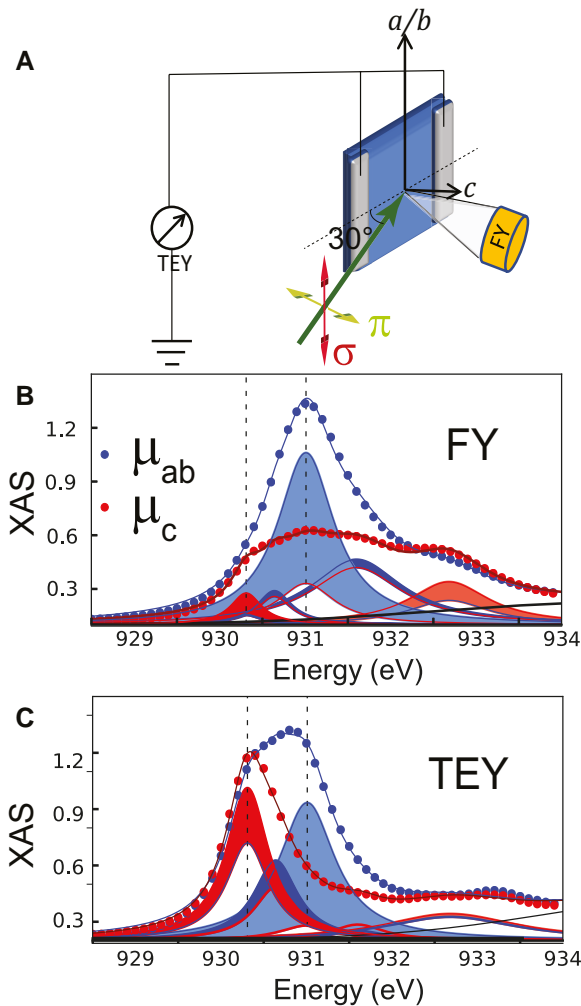 A
a/b
c
30°
FY
TEY
π
σ
B
XAS
1.2
0.9
0.6
0.3
μab
μc
FY
929 930 931 932 933 934
Energy (eV)
C
XAS
1.2
0.9
0.6
0.3
TEY
929 930 931 932 933 934
Energy (eV)